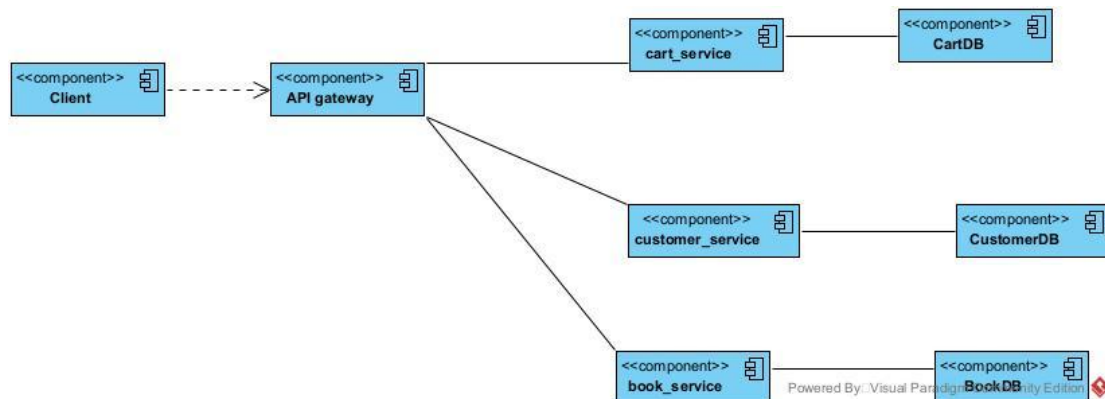 <<component>>
cart_service
<<component>>
CartDB
<<component>>
Client
<<component>>
API gateway
<<component>>
customer_service
<<component>>
CustomerDB
<<component>>
book_service
<<component>>
BookDB
Powered By: Visual Paradigm Community Edition